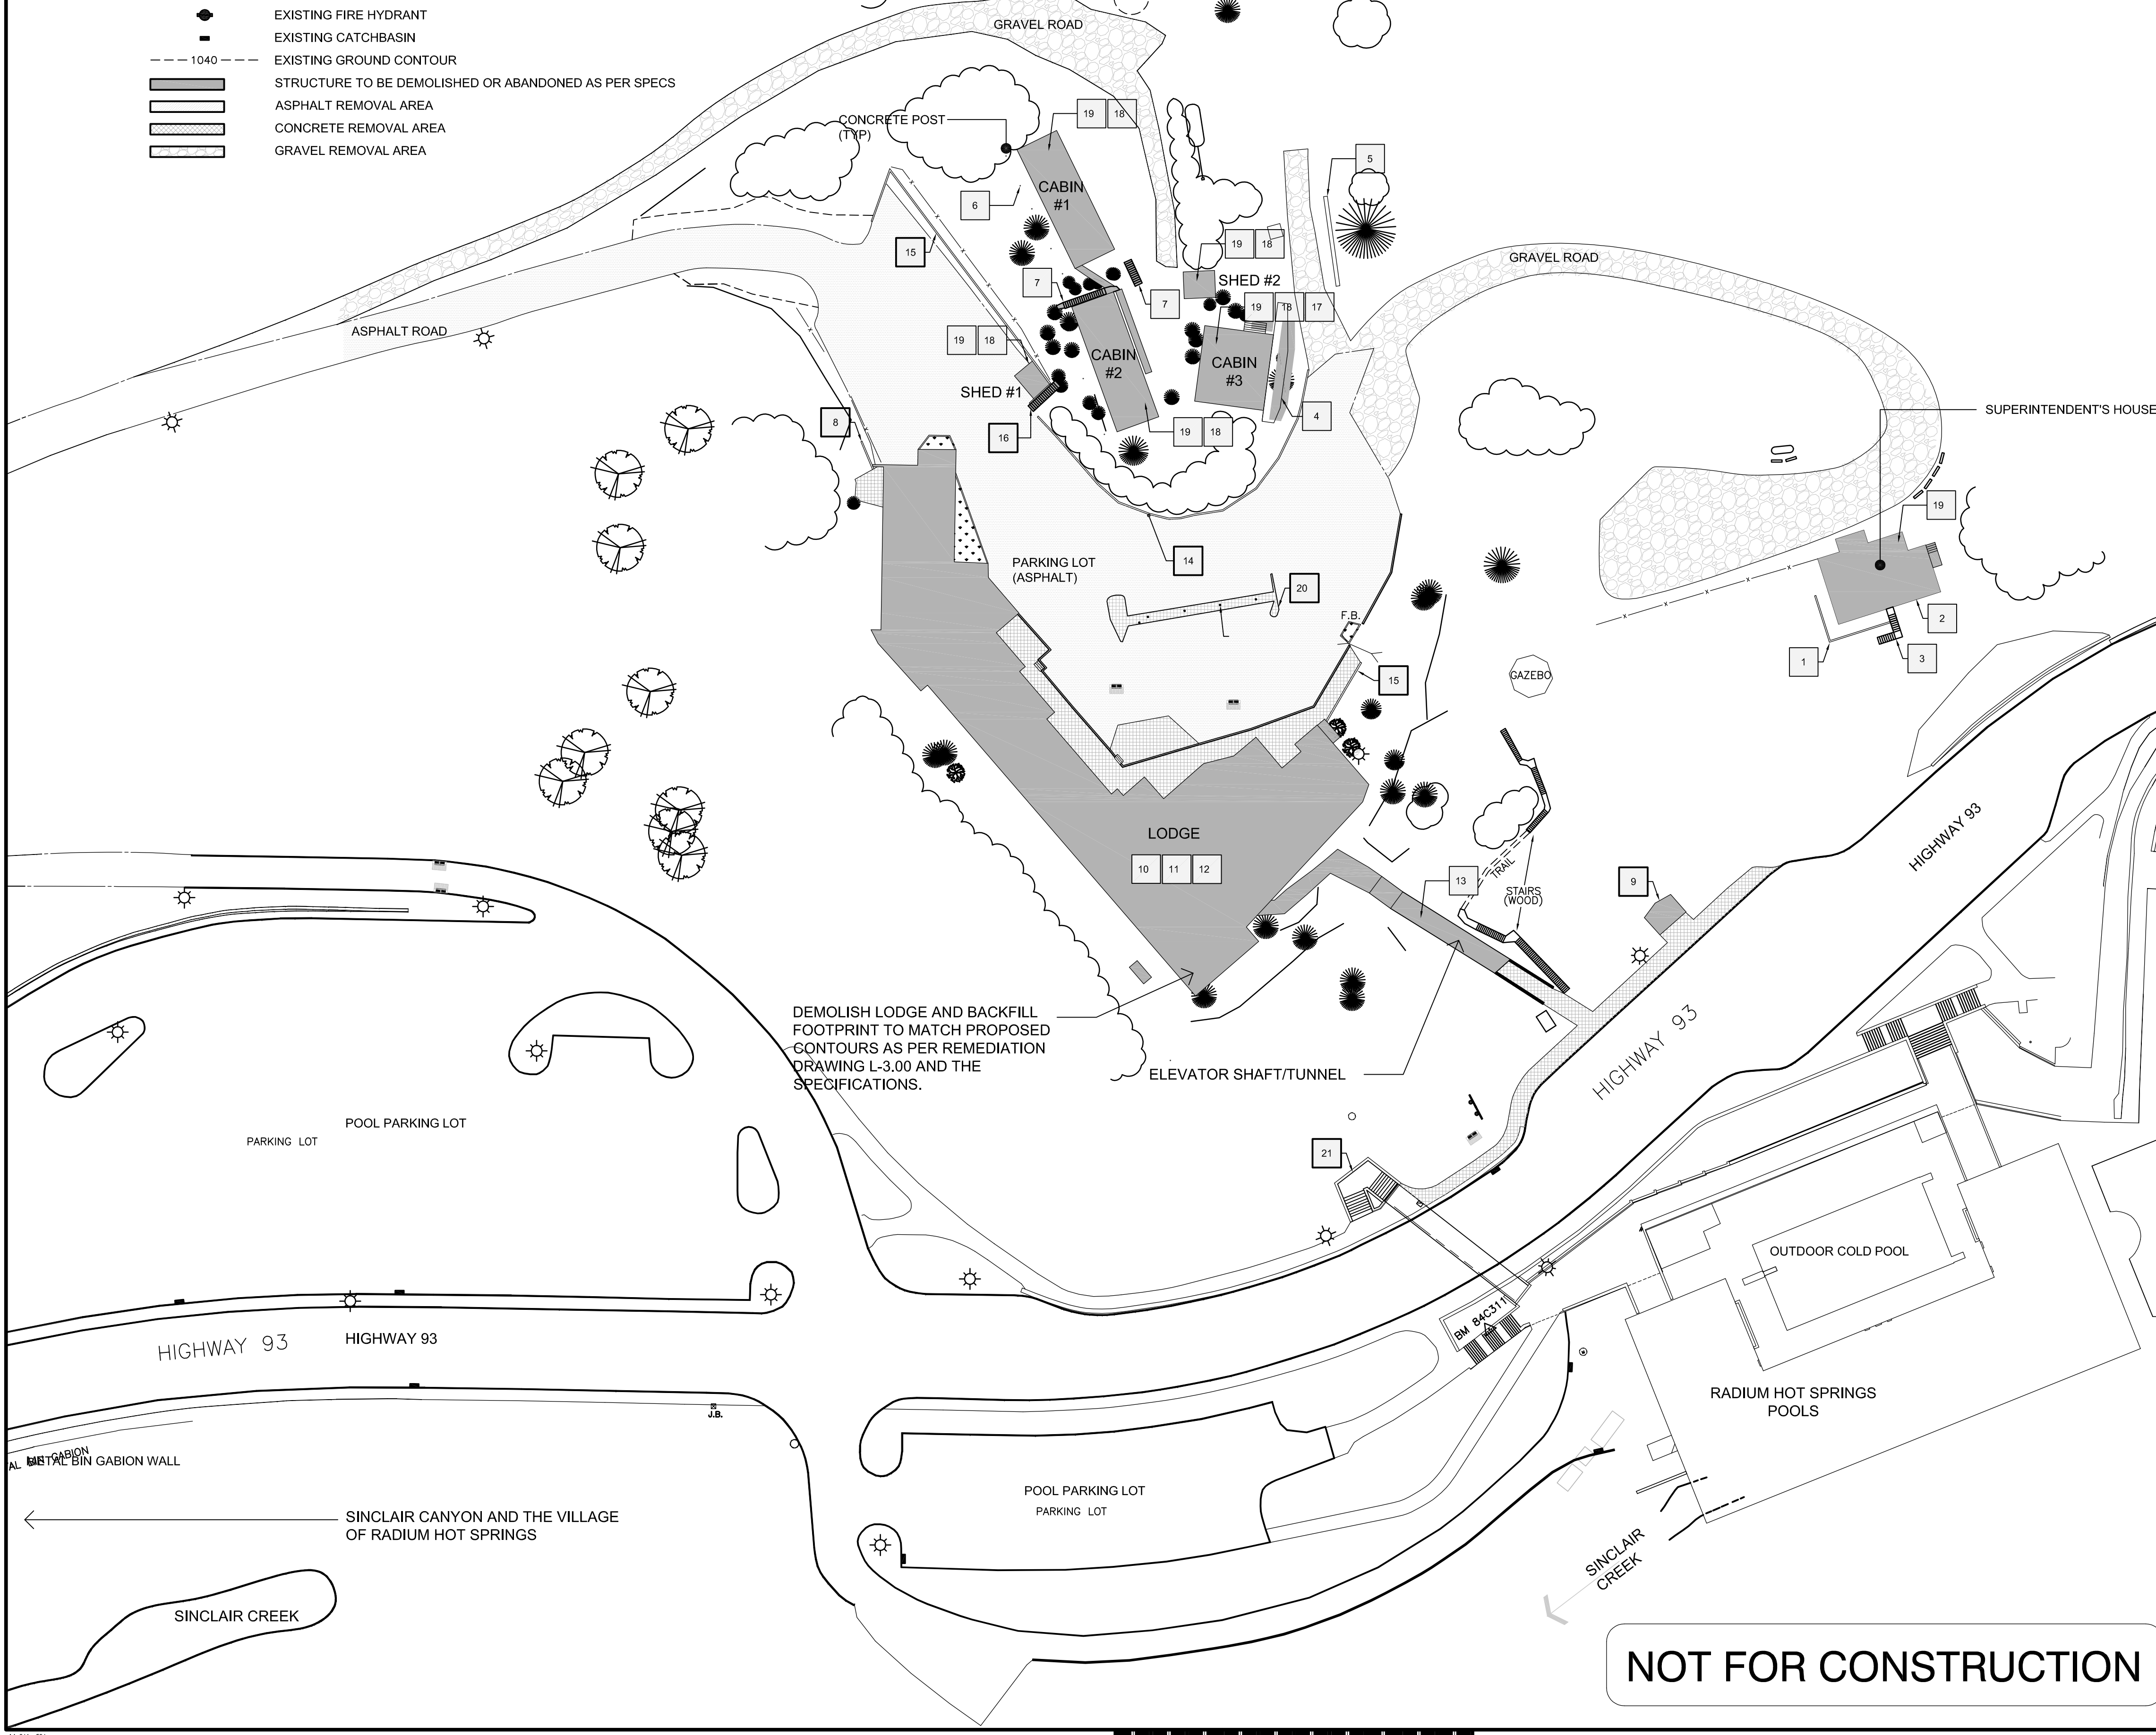 EXISTING FIRE HYDRANT
EXISTING CATCHBASIN
1040 EXISTING GROUND CONTOUR
STRUCTURE TO BE DEMOLISHED OR ABANDONED AS PER SPECS
ASPHALT REMOVAL AREA
CONCRETE REMOVAL AREA
GRAVEL REMOVAL AREA
GRAVEL ROAD
CONCRETE POST
(TYP)
19 18
5
CABIN
#1
6
15
19 18
SHED #2
7
7
19 18 17
GRAVEL ROAD
ASPHALT ROAD
19 18
CABIN
#2
CABIN
#3
SHED #1
4
SUPERINTENDENT'S HOUSE
8
16
19 18
19
14
PARKING LOT
(ASPHALT)
20
F.B.
2
1
3
15
GAZEBO
LODGE
10 11 12
13
TRAIL
STAIRS
(WOOD)
9
HIGHWAY 93
HIGHWAY 93
DEMOLISH LODGE AND BACKFILL
FOOTPRINT TO MATCH PROPOSED
CONTOURS AS PER REMEDIATION
DRAWING L-3.00 AND THE
SPECIFICATIONS.
ELEVATOR SHAFT/TUNNEL
POOL PARKING LOT
PARKING LOT
21
OUTDOOR COLD POOL
BM 84C311
HIGHWAY 93
HIGHWAY 93
RADIUM HOT SPRINGS
POOLS
J.B.
METAL BIN GABION WALL
POOL PARKING LOT
PARKING LOT
SINCLAIR CANYON AND THE VILLAGE
OF RADIUM HOT SPRINGS
SINCLAIR
CREEK
SINCLAIR CREEK
NOT FOR CONSTRUCTION